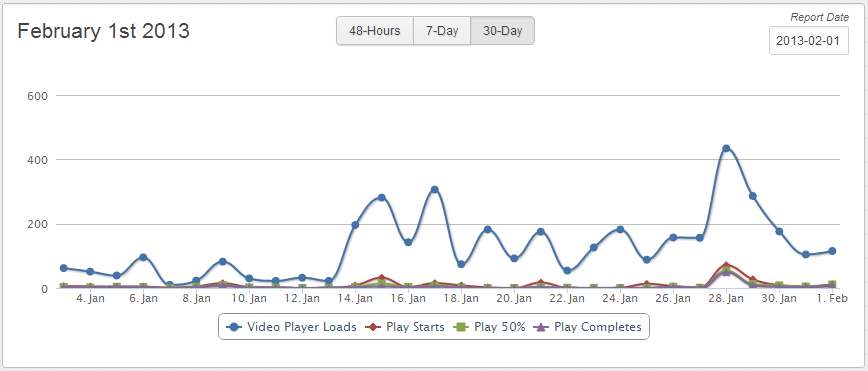 February 1st 2013
48-Hours 7-Day 30-Day
Report Date
2013-02-01
600
400
200
0
4. Jan 6. Jan 8. Jan 10. Jan 12. Jan 14. Jan 16. Jan 18. Jan 20. Jan 22. Jan 24. Jan 26. Jan 28. Jan 30. Jan 1. Feb
Video Player Loads Play Starts Play 50% Play Completes